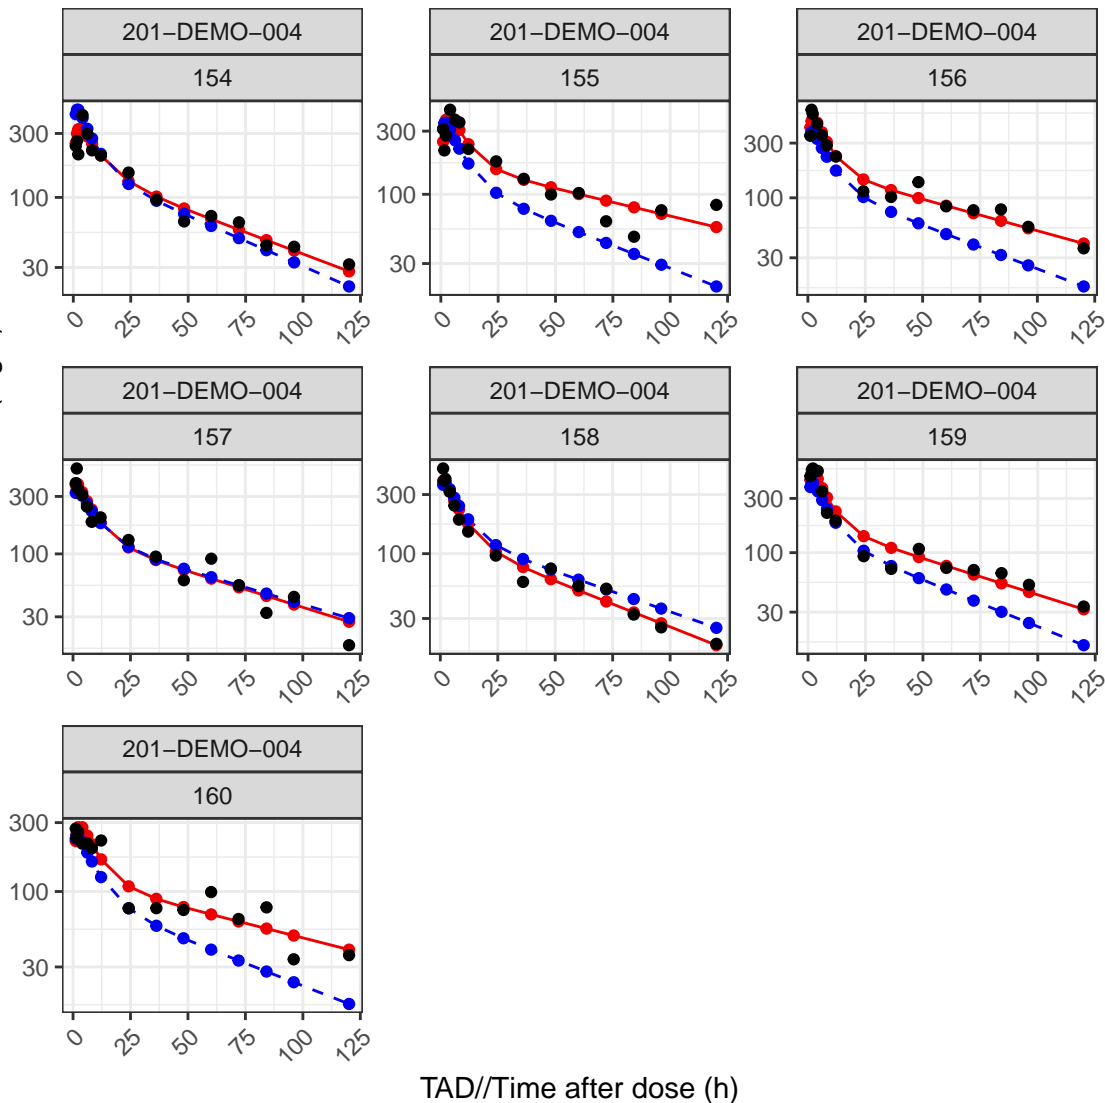 201−DEMO−004 201−DEMO−004 201−DEMO−004
154 155 156
300 300 300
100 100 100
30 30 30
0 25 50 75 100 125 0 25 50 75 100 125 0 25 50 75 100 125
201−DEMO−004 201−DEMO−004 201−DEMO−004
157 158 159
300 300 300
100 100 100
30 30 30
0 25 50 75 100 125 0 25 50 75 100 125 0 25 50 75 100 125
201−DEMO−004
160
300
100
30
0 25 50 75 100 125
TAD//Time after dose (h)